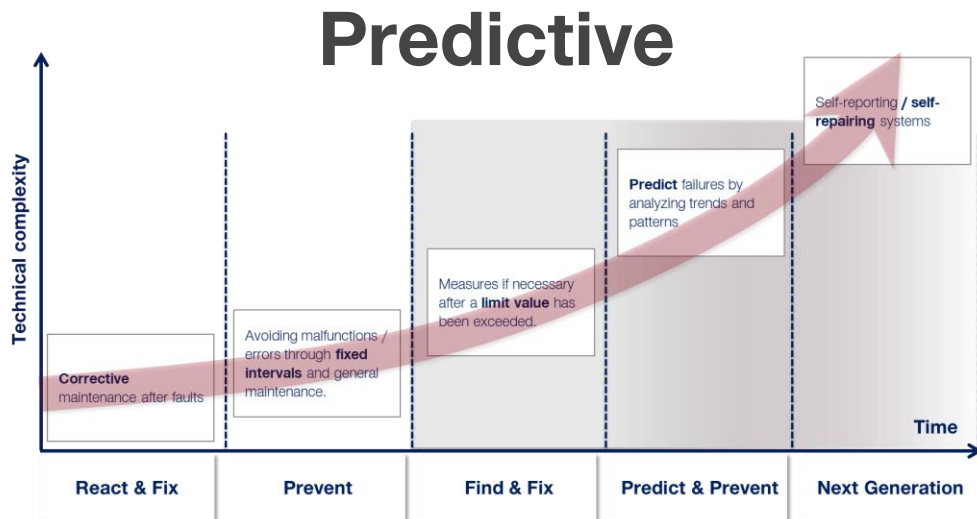 Predictive
Technical complexity
Self-reporting / self-
repairing systems
Predict failures by
analyzing trends and
patterns
Measures if necessary
after a limit value has
been exceeded.
Avoiding malfunctions /
errors through fixed
intervals and general
maintenance.
Corrective
maintenance after faults
Time
React & Fix
Prevent
Find & Fix
Predict & Prevent
Next Generation